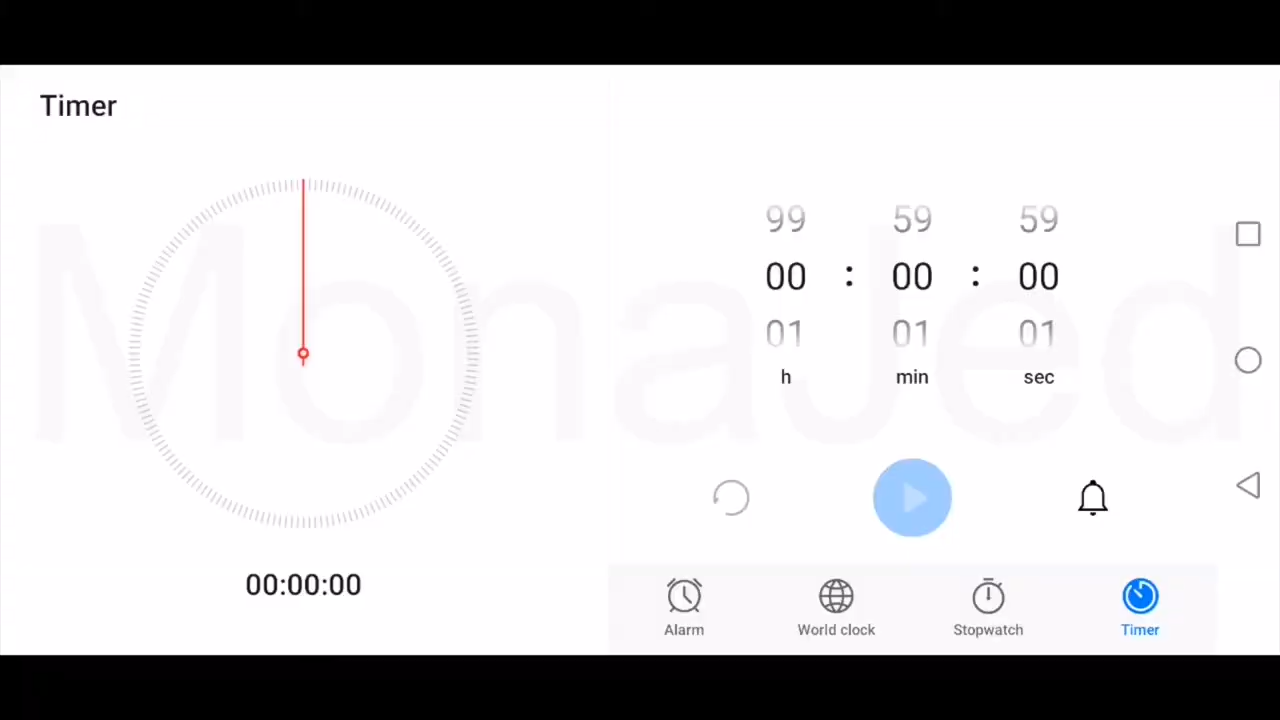 Timer
MonaJed
99 59 59
00 : 00 : 00
01 01 01
h min sec
00:00:00
Alarm World clock Stopwatch Timer